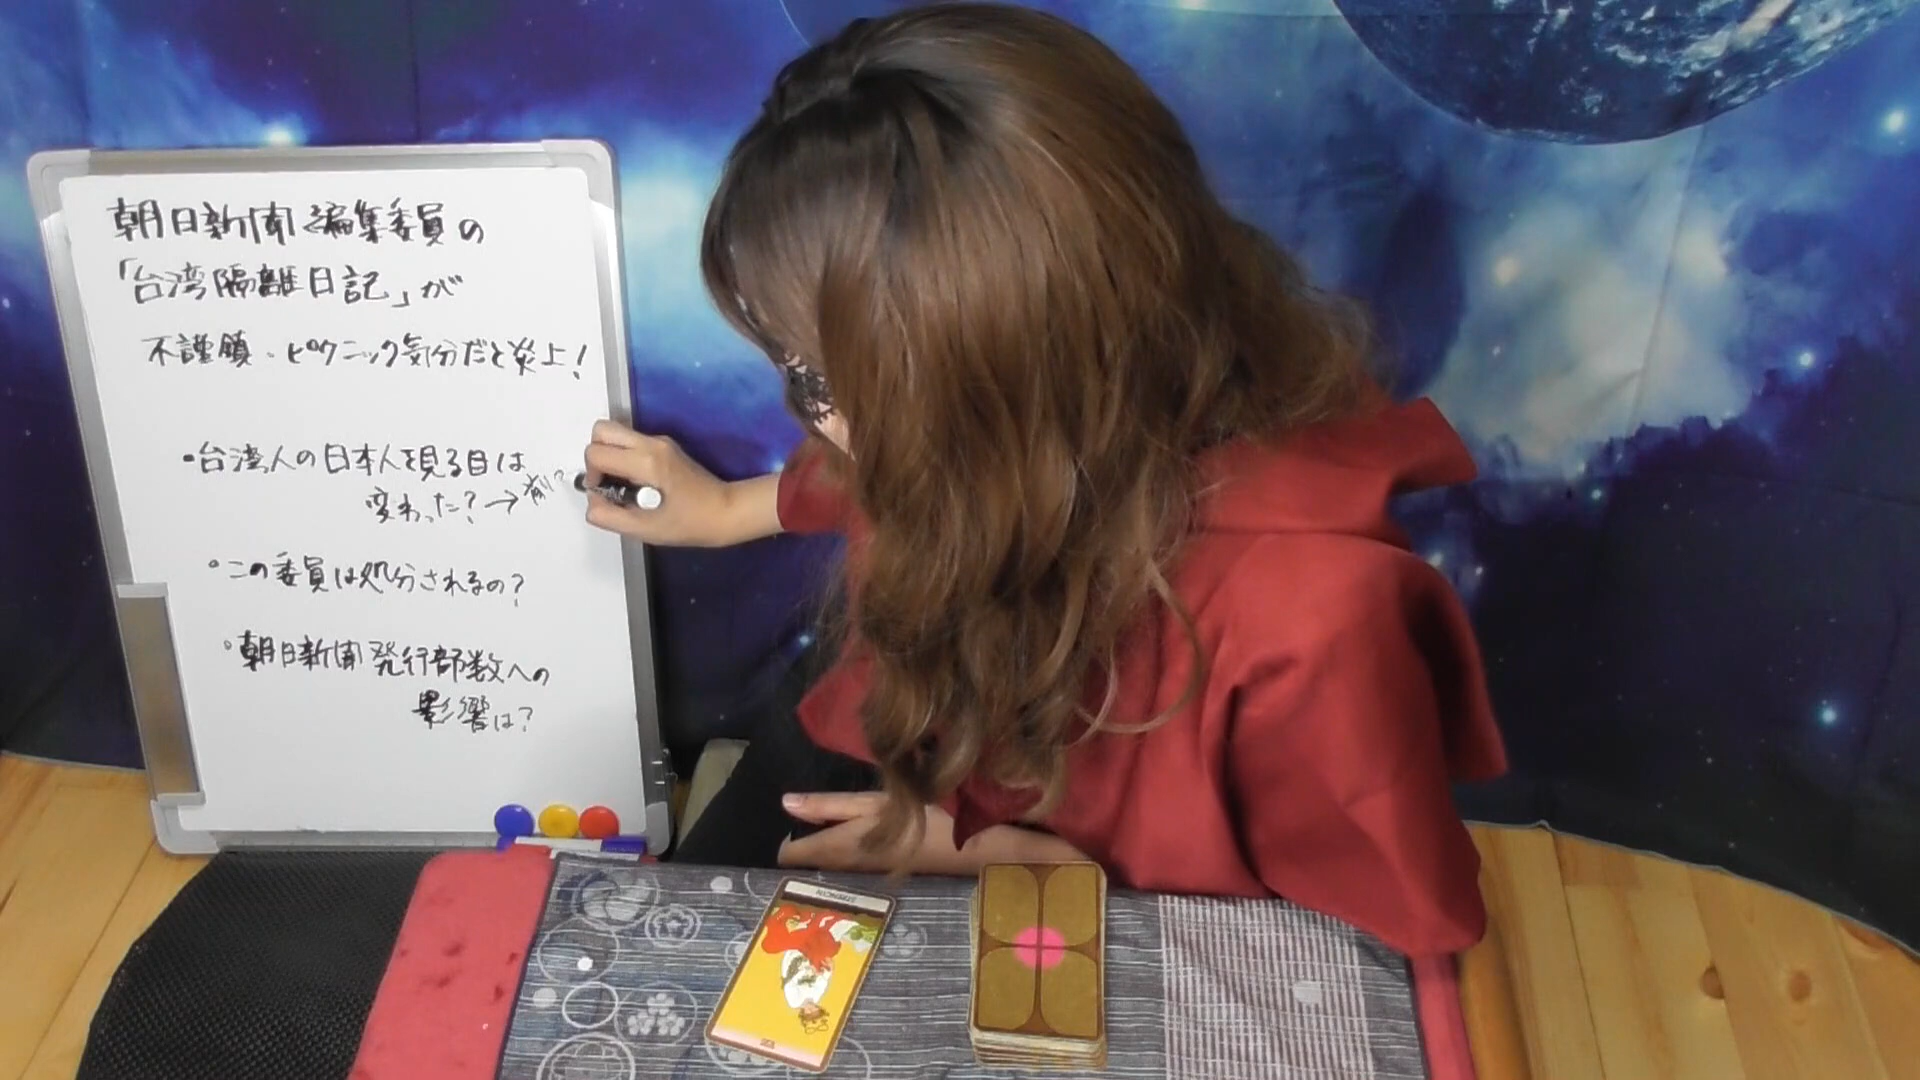 朝日新聞編集委員の
「台湾隔離日記」が
不謹慎・ピクニック気分だと炎上！
・台湾人の日本人を見る目は
変わった？→
・この委員は処分されるの？
・朝日新聞発行部数への
影響は？